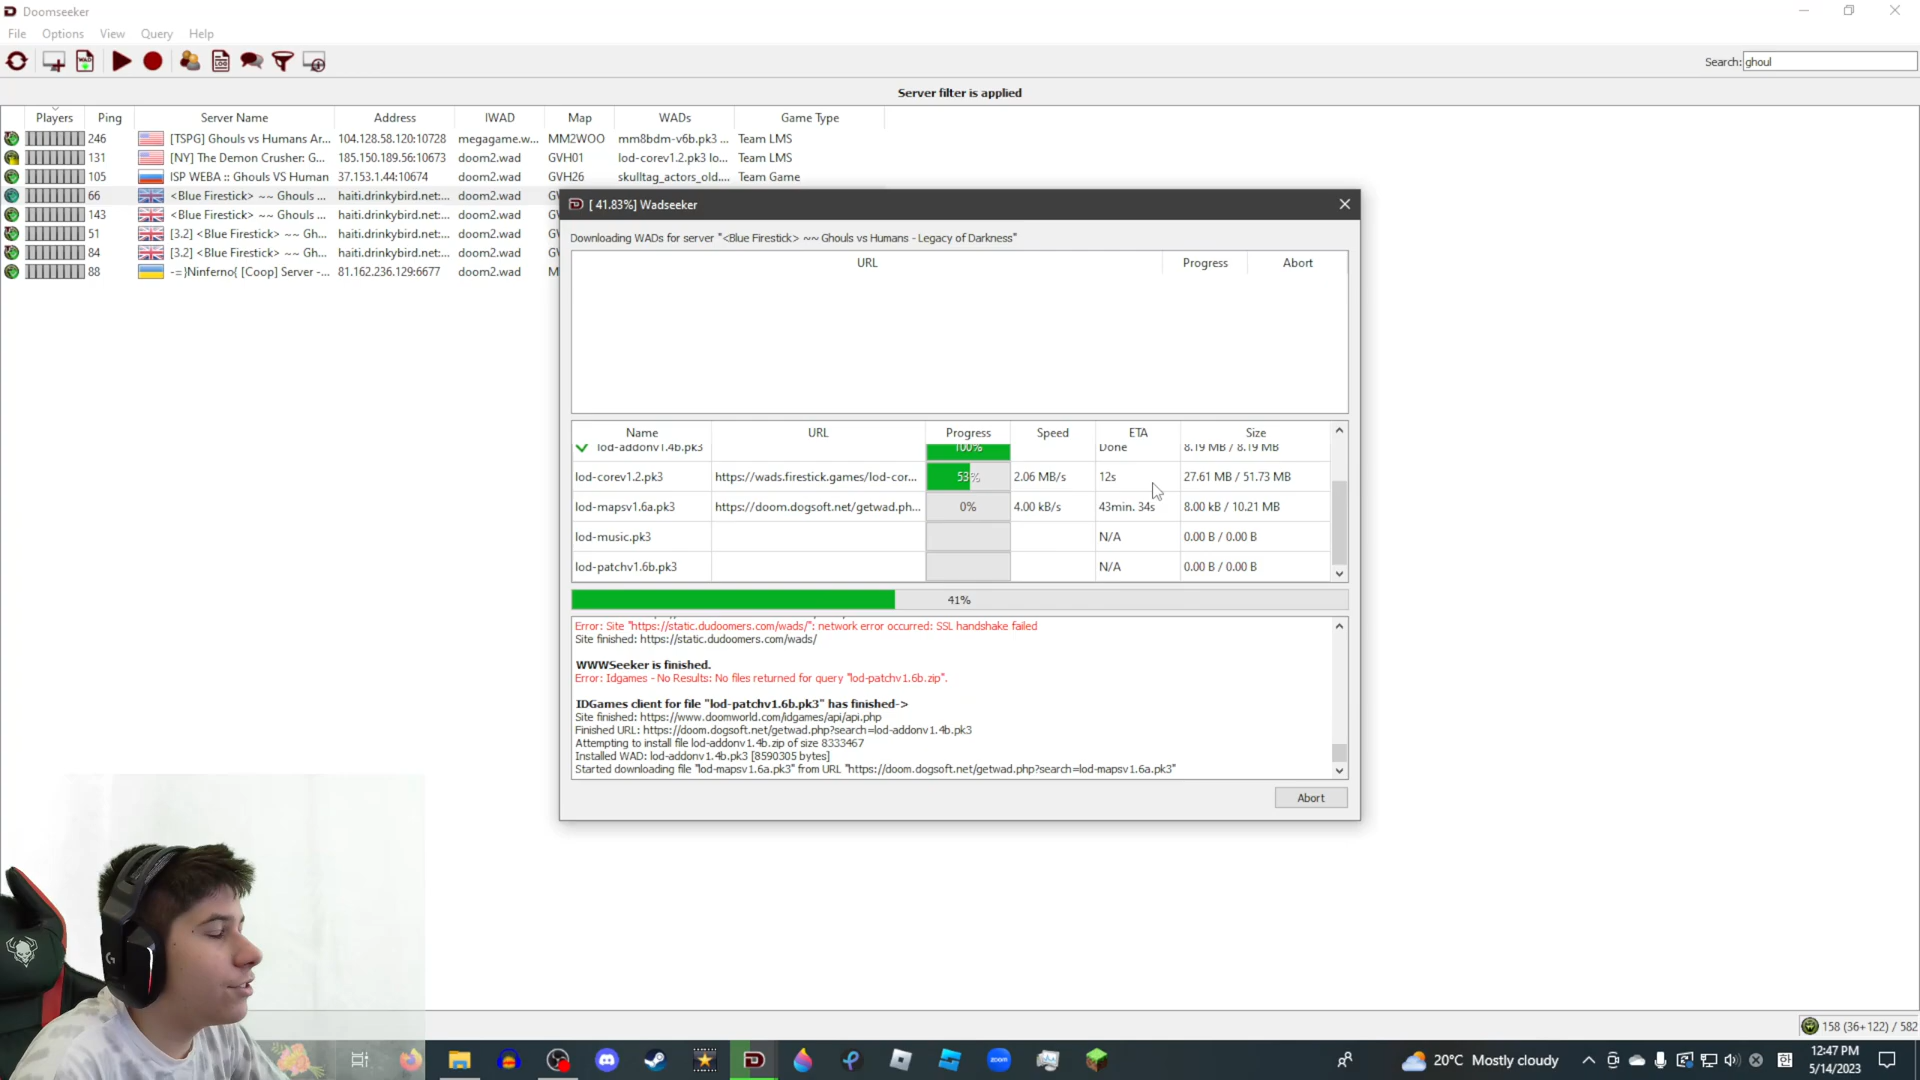 Doomseeker
File Options View Query Help
WAD
LOG
Search: ghoul
Server filter is applied
Players Ping Server Name Address IWAD Map WADs Game Type
246 [TSPG] Ghouls vs Humans Ar... 104.128.58.120:10728 megagame.w... MM2WOO mm8bdm-v6b.pk3 ... Team LMS
131 [NY] The Demon Crusher: G... 185.150.189.56:10673 doom2.wad GVH01 lod-corev1.2.pk3 lo... Team LMS
105 ISP WEBA :: Ghouls VS Human 37.153.1.44:10674 doom2.wad GVH26 skulltag_actors_old.... Team Game
66 <Blue Firestick> ~~ Ghouls ... haiti.drinkybird.net:... doom2.wad
143 <Blue Firestick> ~~ Ghouls ... haiti.drinkybird.net:... doom2.wad
51 [3.2] <Blue Firestick> ~~ Gh... haiti.drinkybird.net:... doom2.wad
84 [3.2] <Blue Firestick> ~~ Gh... haiti.drinkybird.net:... doom2.wad
88 -=}Ninferno{ [Coop] Server -... 81.162.236.129:6677 doom2.wad
[ 41.83%] Wadseeker
Downloading WADs for server "<Blue Firestick> ~~ Ghouls vs Humans - Legacy of Darkness"
URL Progress Abort
Name URL Progress Speed ETA Size
lod-addonv1.4b.pk3 100% Done 8.19 MB / 8.19 MB
lod-corev1.2.pk3 https://wads.firestick.games/lod-cor... 53% 2.06 MB/s 12s 27.61 MB / 51.73 MB
lod-mapsv1.6a.pk3 https://doom.dogsoft.net/getwad.ph... 0% 4.00 kB/s 43min. 34s 8.00 kB / 10.21 MB
lod-music.pk3 N/A 0.00 B / 0.00 B
lod-patchv1.6b.pk3 N/A 0.00 B / 0.00 B
41%
Error: Site "https://static.dudoomers.com/wads/": network error occurred: SSL handshake failed
Site finished: https://static.dudoomers.com/wads/
WWWSeeker is finished.
Error: Idgames - No Results: No files returned for query "lod-patchv1.6b.zip".
IDGames client for file "lod-patchv1.6b.pk3" has finished->
Site finished: https://www.doomworld.com/idgames/api/api.php
Finished URL: https://doom.dogsoft.net/getwad.php?search=lod-addonv1.4b.pk3
Attempting to install file lod-addonv1.4b.zip of size 8333467
Installed WAD: lod-addonv1.4b.pk3 [8590305 bytes]
Started downloading file "lod-mapsv1.6a.pk3" from URL "https://doom.dogsoft.net/getwad.php?search=lod-mapsv1.6a.pk3"
Abort
158 (36+122) / 582
zoom
20°C Mostly cloudy
12:47 PM
5/14/2023